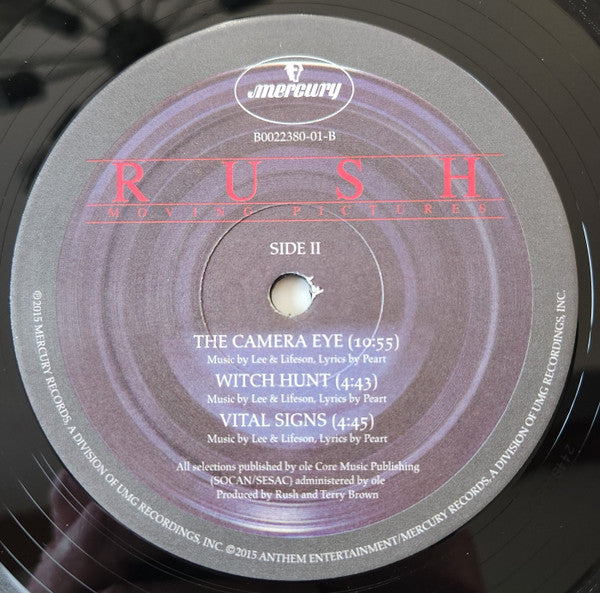 mercury
B0022380-01-B
RUSH
MOVING PICTURES
SIDE II
THE CAMERA EYE (10:55)
Music by Lee & Lifeson, Lyrics by Peart
WITCH HUNT (4:43)
Music by Lee & Lifeson, Lyrics by Peart
VITAL SIGNS (4:45)
Music by Lee & Lifeson, Lyrics by Peart
All selections published by ole Core Music Publishing
(SOCAN/SESAC) administered by ole
Produced by Rush and Terry Brown
℗2015 MERCURY RECORDS, A DIVISION OF UMG RECORDINGS, INC. ©2015 ANTHEM ENTERTAINMENT/MERCURY RECORDS, A DIVISION OF UMG RECORDINGS, INC.